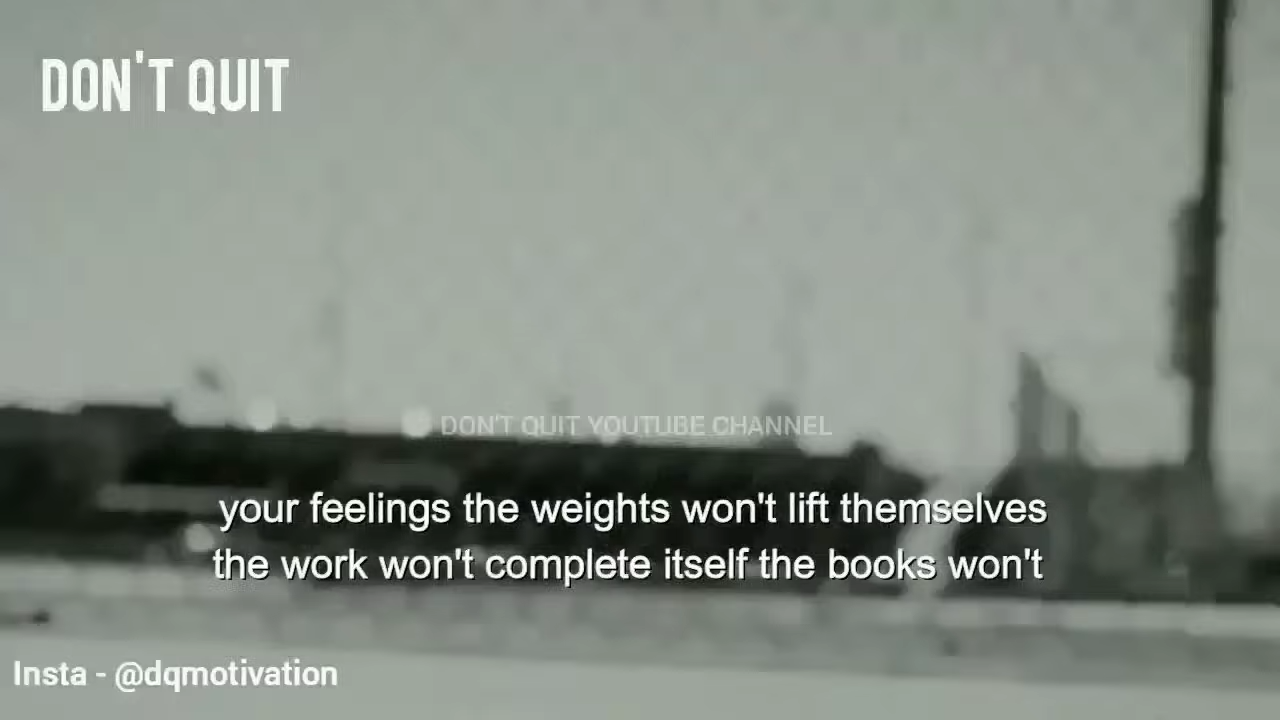 DON'T QUIT
DON'T QUIT YOUTUBE CHANNEL
your feelings the weights won't lift themselves
the work won't complete itself the books won't
Insta - @dqmotivation